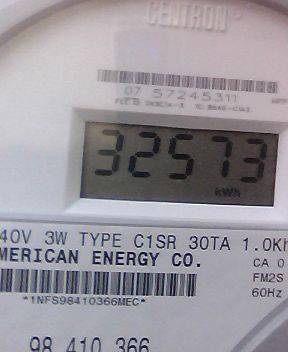 CENTRON®
07 57245311
32573
kWh
40V 3W TYPE C1SR 30TA 1.0Kh
MERICAN ENERGY CO.
CA 0
FM2S
60Hz
*1NFS98410366MEC*
98 410 366